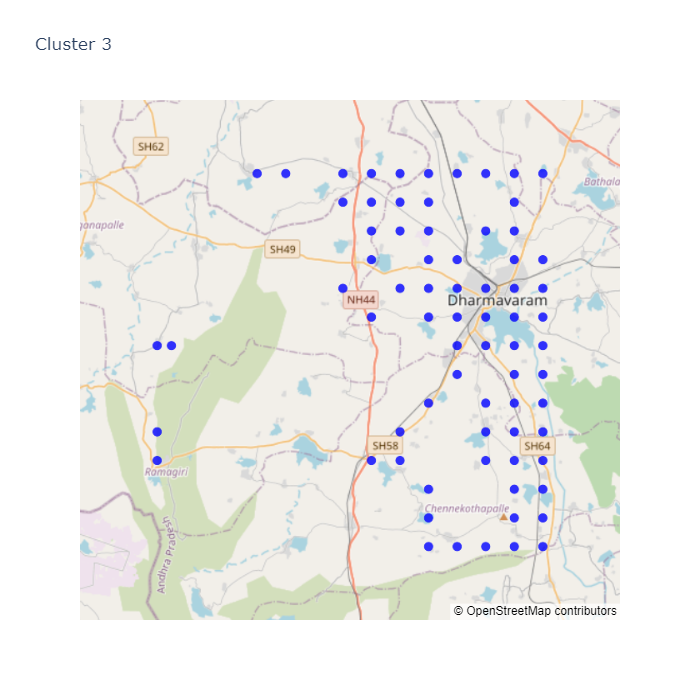 Cluster 3
SH62
Bathala
ganapalle
SH49
NH44
Dharmavaram
SH58
SH64
Ramagiri
Chennekothapalle
Andhra Pradesh
© OpenStreetMap contributors